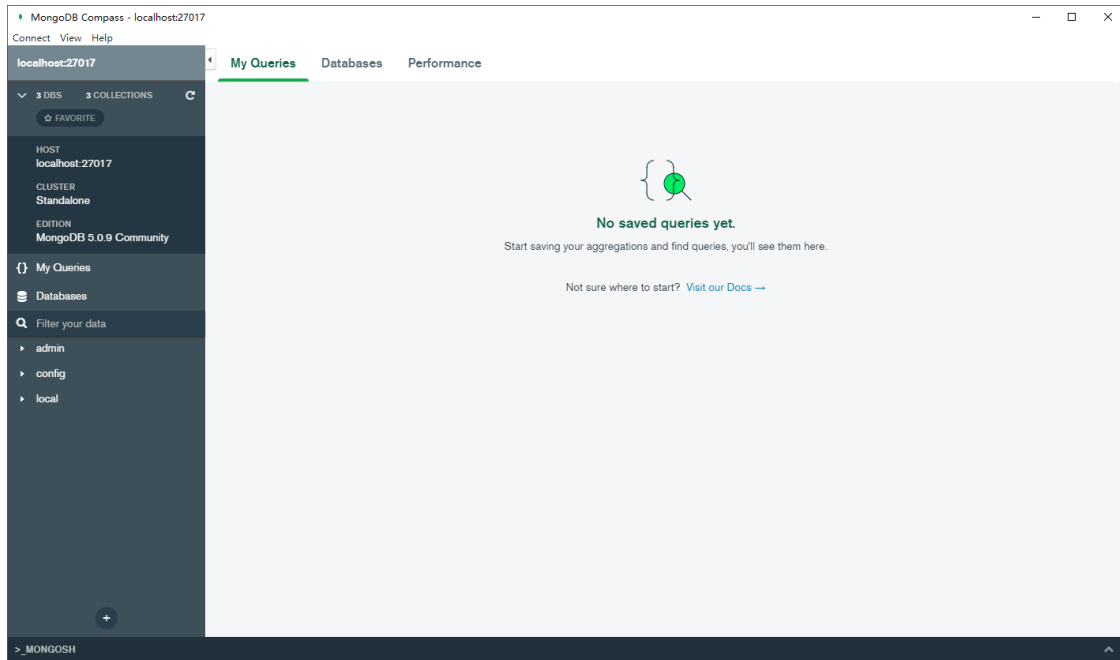 MongoDB Compass - localhost:27017
Connect View Help
localhost:27017
My Queries Databases Performance
3 DBS 3 COLLECTIONS
FAVORITE
HOST
localhost:27017
CLUSTER
Standalone
EDITION
MongoDB 5.0.9 Community
{} My Queries
Databases
Filter your data
admin
config
local
No saved queries yet.
Start saving your aggregations and find queries, you'll see them here.
Not sure where to start? Visit our Docs →
+
>_MONGOSH